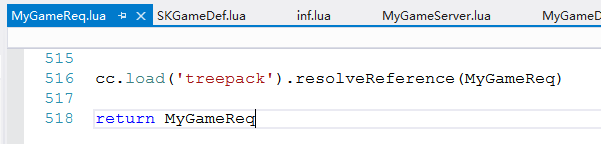 MyGameReq.lua SKGameDef.lua inf.lua MyGameServer.lua MyGameD
515
516 cc.load('treepack').resolveReference(MyGameReq)
517
518 return MyGameReq